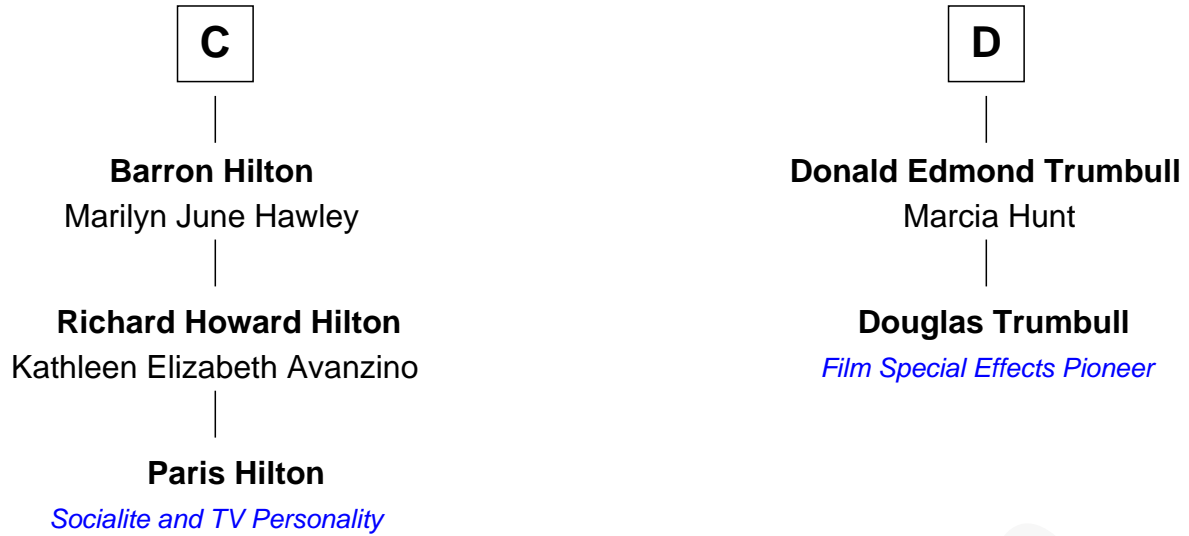 C
Barron Hilton
Marilyn June Hawley
Richard Howard Hilton
Kathleen Elizabeth Avanzino
Paris Hilton
Socialite and TV Personality
D
Donald Edmond Trumbull
Marcia Hunt
Douglas Trumbull
Film Special Effects Pioneer